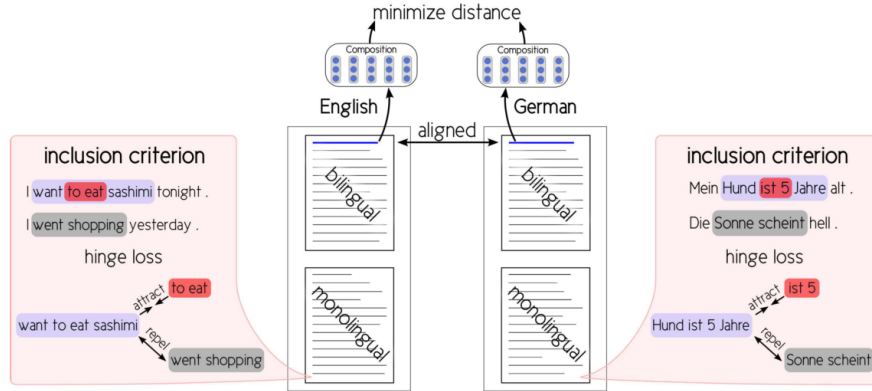 minimize distance
Composition
Composition
English
German
aligned
bilingual
bilingual
monolingual
monolingual
inclusion criterion
I want to eat sashimi tonight .
I went shopping yesterday .
hinge loss
attract
to eat
want to eat sashimi
repel
went shopping
inclusion criterion
Mein Hund ist 5 Jahre alt .
Die Sonne scheint hell .
hinge loss
attract
ist 5
Hund ist 5 Jahre
repel
Sonne scheint